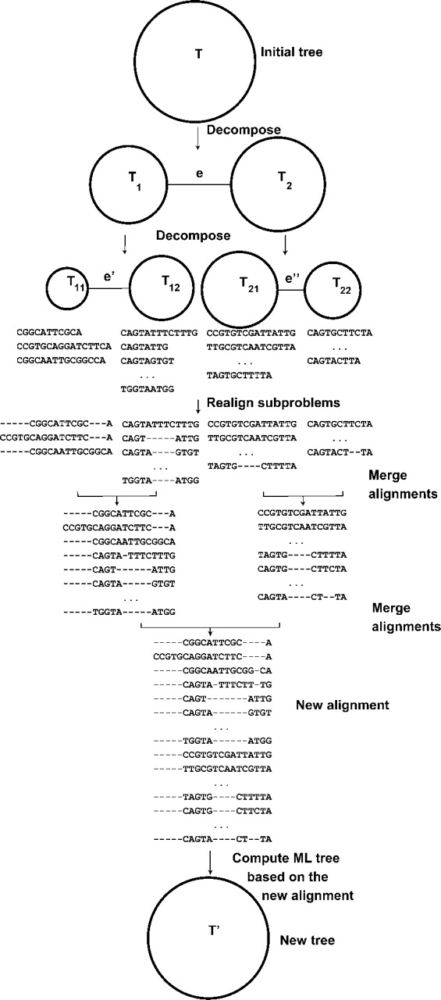 T
Initial tree
Decompose
T1
e
T2
Decompose
T11
e'
T12
T21
e''
T22
CGGCATTCGCA CAGTATTTCTTTG CCGTGTCGATTATTG CAGTGCTTCTA
CCGTGCAGGATCTTCA CAGTATTG TTGCGTCAATCGTTA ...
CGGCAATTGCGGCCA CAGTAGTGT ... CAGTACTTA
... TAGTGCTTTTA
TGGTAATGG
Realign subproblems
-----CGGCATTCGC---A CAGTATTTCTTTG CCGTGTCGATTATTG CAGTGCTTCTA
CCGTGCAGGATCTTC---A CAGT-----ATTG TTGCGTCAATCGTTA ...
-----CGGCAATTGCGGCA CAGTA----GTGT ... CAGTACT--TA
... TAGTG----CTTTTA
TGGTA----ATGG
Merge
alignments
-----CGGCATTCGC---A CCGTGTCGATTATTG
CCGTGCAGGATCTTC---A TTGCGTCAATCGTTA
-----CGGCAATTGCGGCA ...
-----CAGTA-TTTCTTTG TAGTG----CTTTTA
-----CAGT------ATTG CAGTG----CTTCTA
-----CAGTA-----GTGT ...
... CAGTA----CT--TA
-----TGGTA-----ATGG
Merge
alignments
-----CGGCATTCGC----A
CCGTGCAGGATCTTC----A
-----CGGCAATTGCGG-CA
-----CAGTA-TTTCTT-TG
-----CAGT-------ATTG
-----CAGTA------GTGT
New alignment
...
-----TGGTA------ATGG
-----CCGTGTCGATTATTG
-----TTGCGTCAATCGTTA
...
-----TAGTG----CTTTTA
-----CAGTG----CTTCTA
...
-----CAGTA----CT--TA
Compute ML tree
based on the
new alignment
T'
New tree